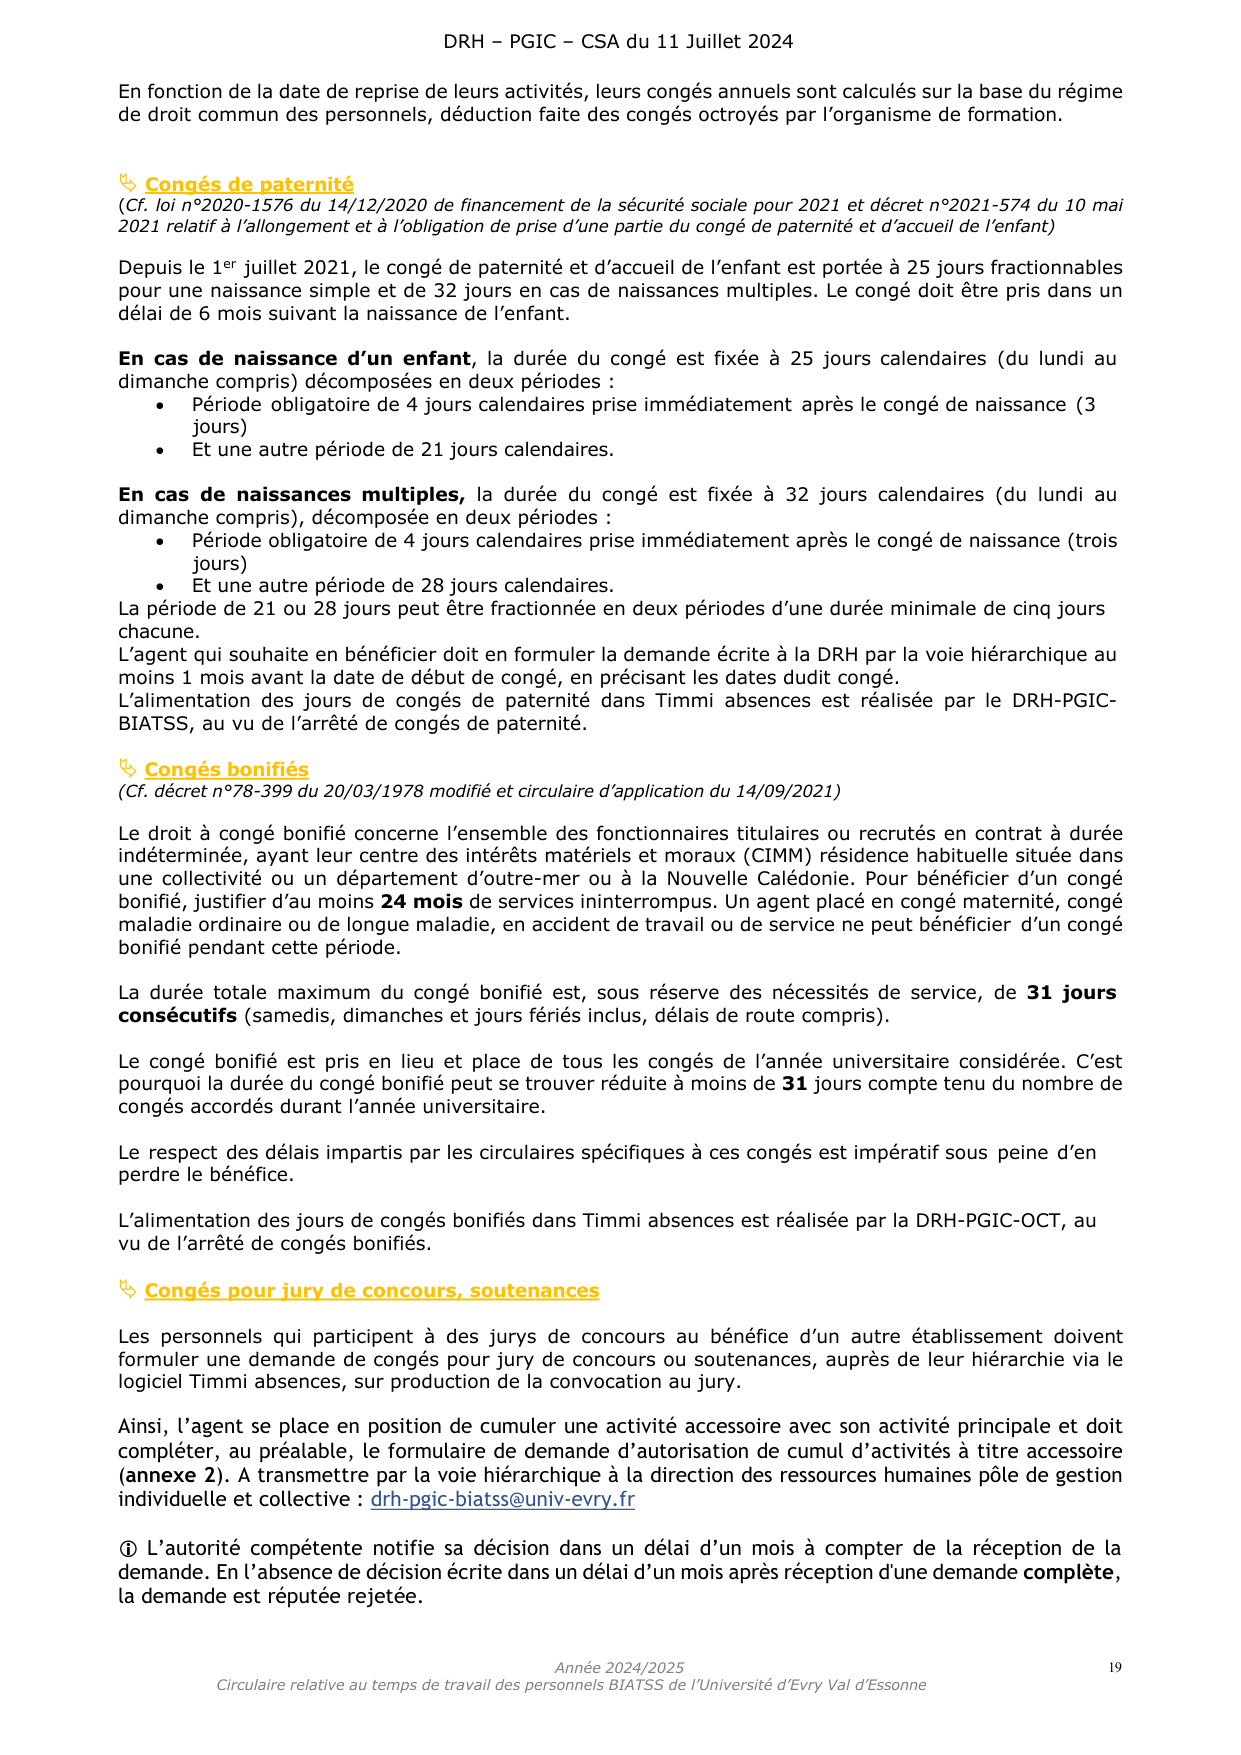 DRH – PGIC – CSA du 11 Juillet 2024
En fonction de la date de reprise de leurs activités, leurs congés annuels sont calculés sur la base du régime
de droit commun des personnels, déduction faite des congés octroyés par l’organisme de formation.
Congés de paternité
(Cf. loi n°2020-1576 du 14/12/2020 de financement de la sécurité sociale pour 2021 et décret n°2021-574 du 10 mai
2021 relatif à l’allongement et à l’obligation de prise d’une partie du congé de paternité et d’accueil de l’enfant)
Depuis le 1er juillet 2021, le congé de paternité et d’accueil de l’enfant est portée à 25 jours fractionnables
pour une naissance simple et de 32 jours en cas de naissances multiples. Le congé doit être pris dans un
délai de 6 mois suivant la naissance de l’enfant.
En cas de naissance d’un enfant, la durée du congé est fixée à 25 jours calendaires (du lundi au
dimanche compris) décomposées en deux périodes :
• Période obligatoire de 4 jours calendaires prise immédiatement après le congé de naissance (3
jours)
• Et une autre période de 21 jours calendaires.
En cas de naissances multiples, la durée du congé est fixée à 32 jours calendaires (du lundi au
dimanche compris), décomposée en deux périodes :
• Période obligatoire de 4 jours calendaires prise immédiatement après le congé de naissance (trois
jours)
• Et une autre période de 28 jours calendaires.
La période de 21 ou 28 jours peut être fractionnée en deux périodes d’une durée minimale de cinq jours
chacune.
L’agent qui souhaite en bénéficier doit en formuler la demande écrite à la DRH par la voie hiérarchique au
moins 1 mois avant la date de début de congé, en précisant les dates dudit congé.
L’alimentation des jours de congés de paternité dans Timmi absences est réalisée par le DRH-PGIC-
BIATSS, au vu de l’arrêté de congés de paternité.
Congés bonifiés
(Cf. décret n°78-399 du 20/03/1978 modifié et circulaire d’application du 14/09/2021)
Le droit à congé bonifié concerne l’ensemble des fonctionnaires titulaires ou recrutés en contrat à durée
indéterminée, ayant leur centre des intérêts matériels et moraux (CIMM) résidence habituelle située dans
une collectivité ou un département d’outre-mer ou à la Nouvelle Calédonie. Pour bénéficier d’un congé
bonifié, justifier d’au moins 24 mois de services ininterrompus. Un agent placé en congé maternité, congé
maladie ordinaire ou de longue maladie, en accident de travail ou de service ne peut bénéficier d’un congé
bonifié pendant cette période.
La durée totale maximum du congé bonifié est, sous réserve des nécessités de service, de 31 jours
consécutifs (samedis, dimanches et jours fériés inclus, délais de route compris).
Le congé bonifié est pris en lieu et place de tous les congés de l’année universitaire considérée. C’est
pourquoi la durée du congé bonifié peut se trouver réduite à moins de 31 jours compte tenu du nombre de
congés accordés durant l’année universitaire.
Le respect des délais impartis par les circulaires spécifiques à ces congés est impératif sous peine d’en
perdre le bénéfice.
L’alimentation des jours de congés bonifiés dans Timmi absences est réalisée par la DRH-PGIC-OCT, au
vu de l’arrêté de congés bonifiés.
Congés pour jury de concours, soutenances
Les personnels qui participent à des jurys de concours au bénéfice d’un autre établissement doivent
formuler une demande de congés pour jury de concours ou soutenances, auprès de leur hiérarchie via le
logiciel Timmi absences, sur production de la convocation au jury.
Ainsi, l’agent se place en position de cumuler une activité accessoire avec son activité principale et doit
compléter, au préalable, le formulaire de demande d’autorisation de cumul d’activités à titre accessoire
(annexe 2). A transmettre par la voie hiérarchique à la direction des ressources humaines pôle de gestion
individuelle et collective : drh-pgic-biatss@univ-evry.fr
L’autorité compétente notifie sa décision dans un délai d’un mois à compter de la réception de la
demande. En l’absence de décision écrite dans un délai d’un mois après réception d'une demande complète,
la demande est réputée rejetée.
Année 2024/2025
19
Circulaire relative au temps de travail des personnels BIATSS de l’Université d’Evry Val d’Essonne